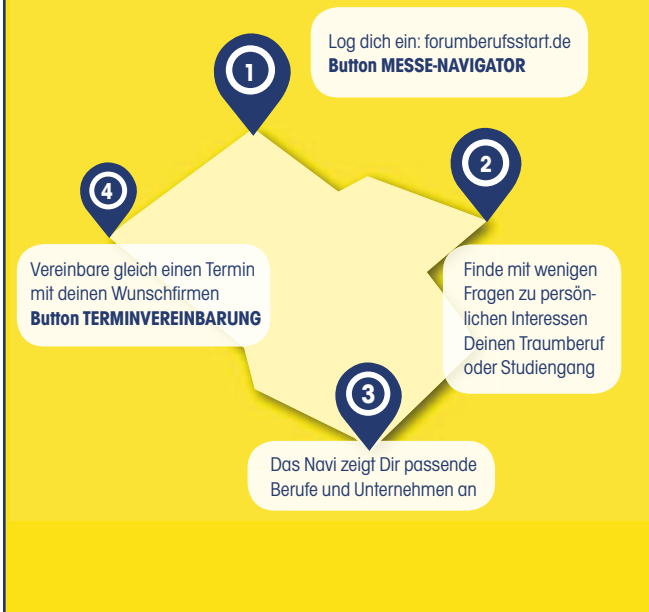 1
Log dich ein: forumberufsstart.de
Button MESSE-NAVIGATOR
2
Finde mit wenigen
Fragen zu persön-
lichen Interessen
Deinen Traumberuf
oder Studiengang
3
Das Navi zeigt Dir passende
Berufe und Unternehmen an
4
Vereinbare gleich einen Termin
mit deinen Wunschfirmen
Button TERMINVEREINBARUNG